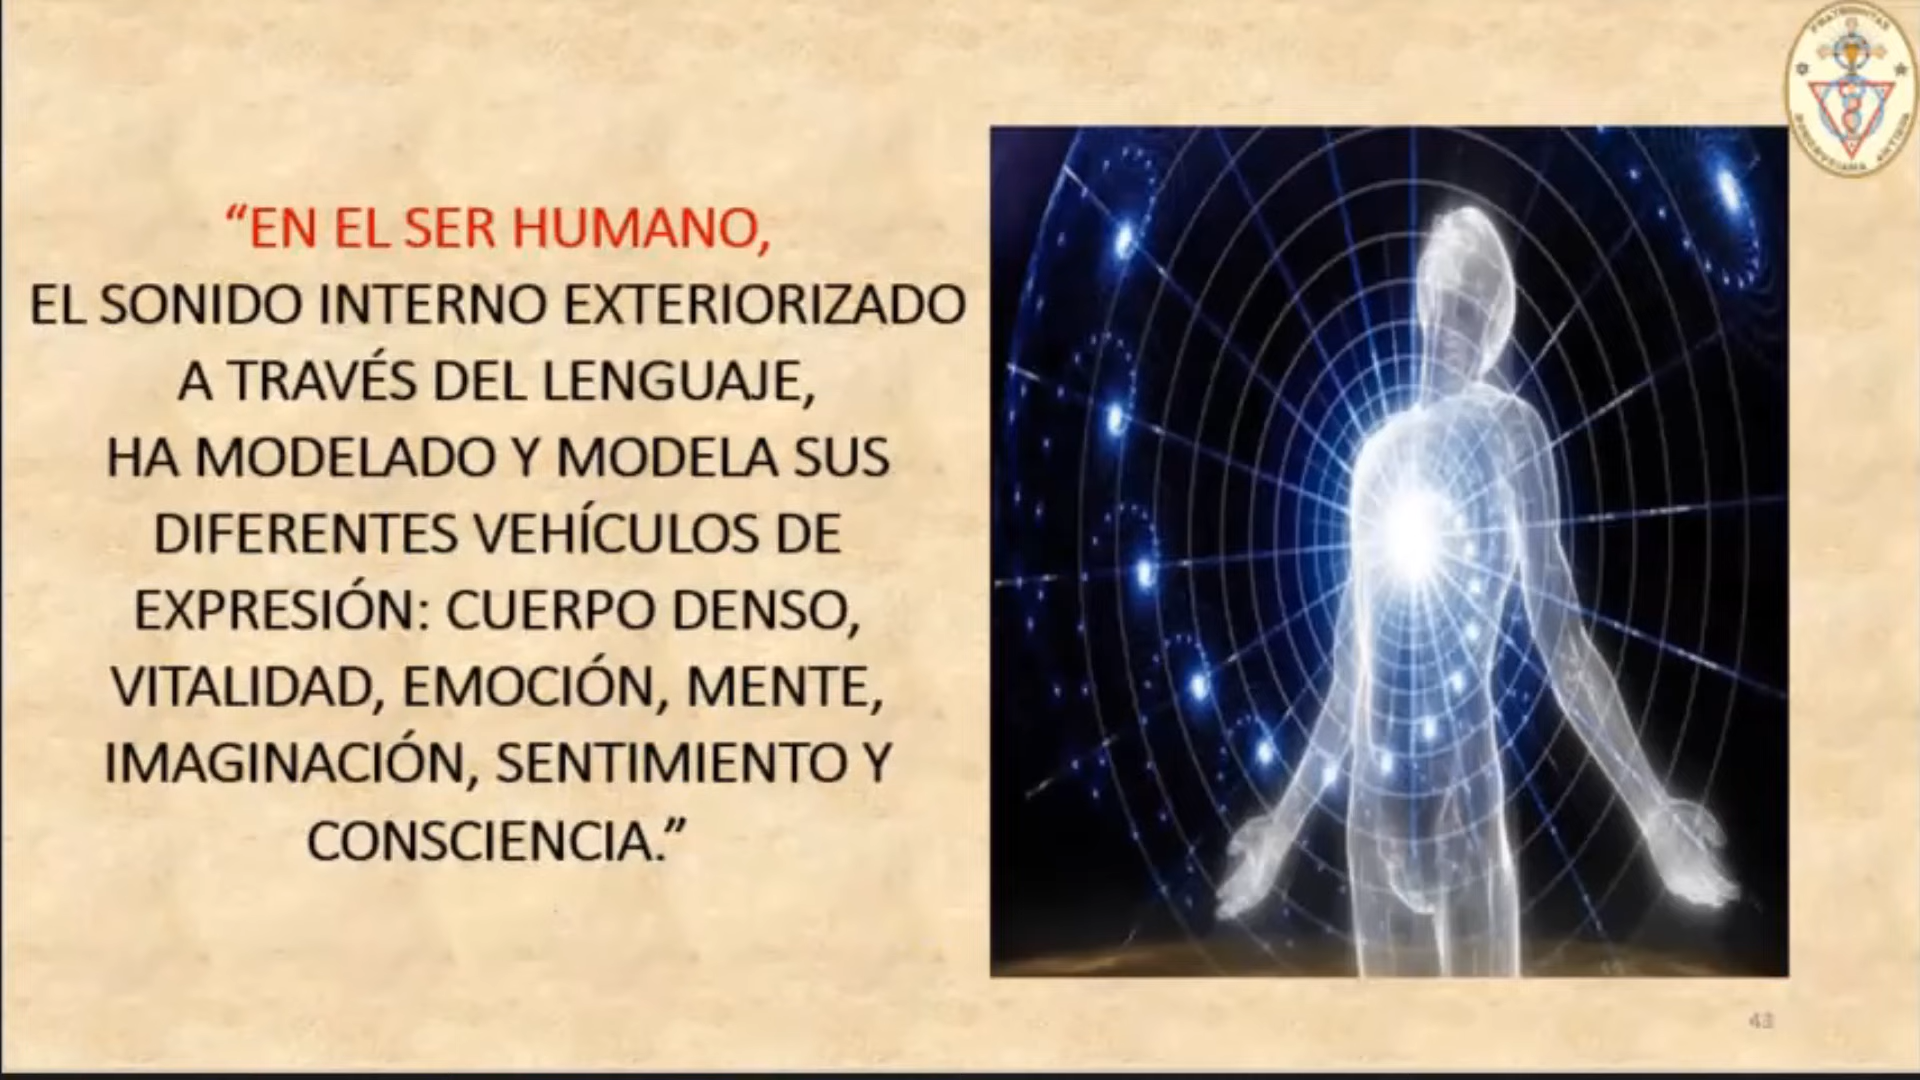 “EN EL SER HUMANO,
EL SONIDO INTERNO EXTERIORIZADO
A TRAVÉS DEL LENGUAJE,
HA MODELADO Y MODELA SUS
DIFERENTES VEHÍCULOS DE
EXPRESIÓN: CUERPO DENSO,
VITALIDAD, EMOCIÓN, MENTE,
IMAGINACIÓN, SENTIMIENTO Y
CONSCIENCIA.”